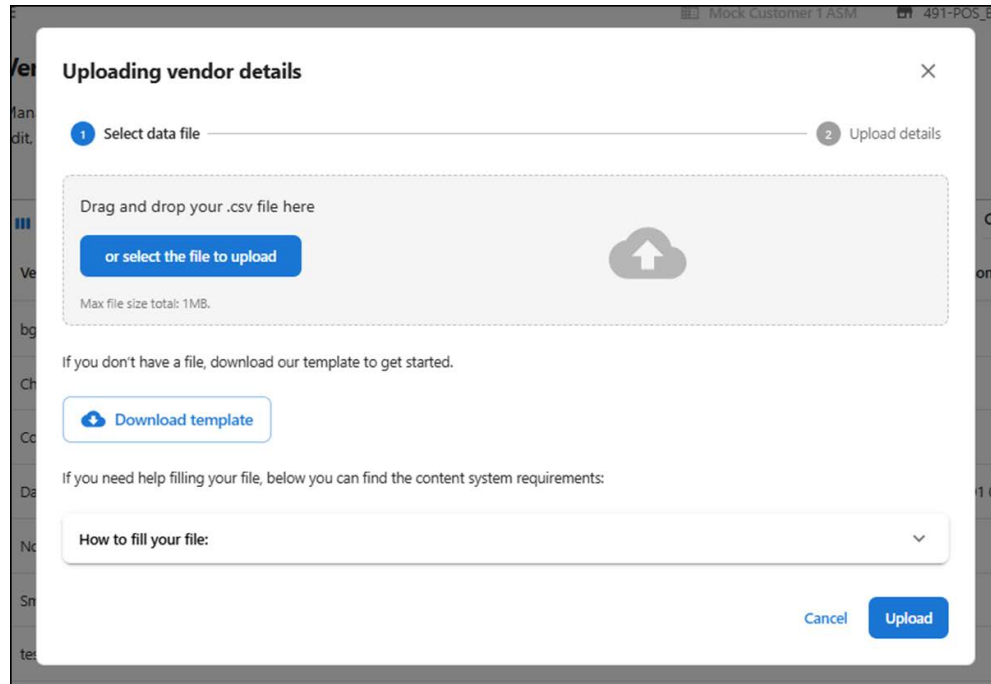 Mock Customer 1 ASM
Uploading vendor details
1 Select data file
2 Upload details
Drag and drop your .csv file here
or select the file to upload
Max file size total: 1MB.
If you don't have a file, download our template to get started.
Download template
If you need help filling your file, below you can find the content system requirements:
How to fill your file:
Cancel
Upload